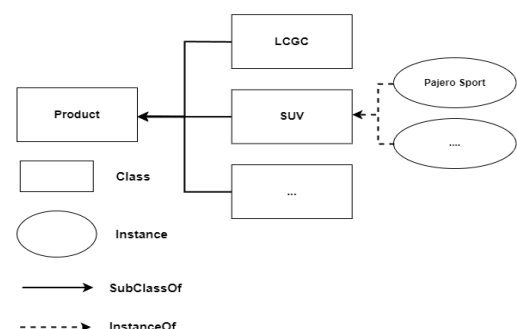 LCGC
Pajero Sport
Product
SUV
....
Class
...
Instance
SubClassOf
InstanceOf